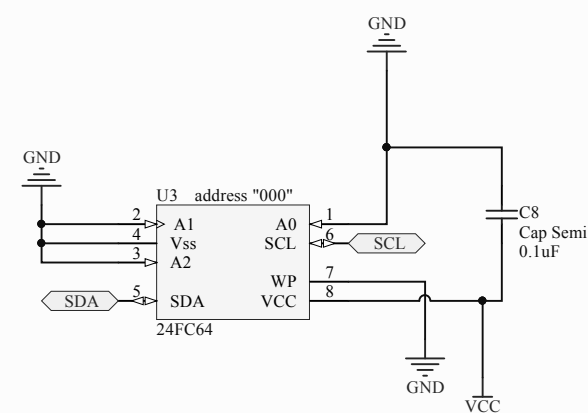 GND
GND
U3 address "000"
2 A1 A0 1
4 Vss SCL 6 SCL
3 A2
WP 7
SDA 5 SDA VCC 8
24FC64
C8
Cap Semi
0.1uF
GND
VCC